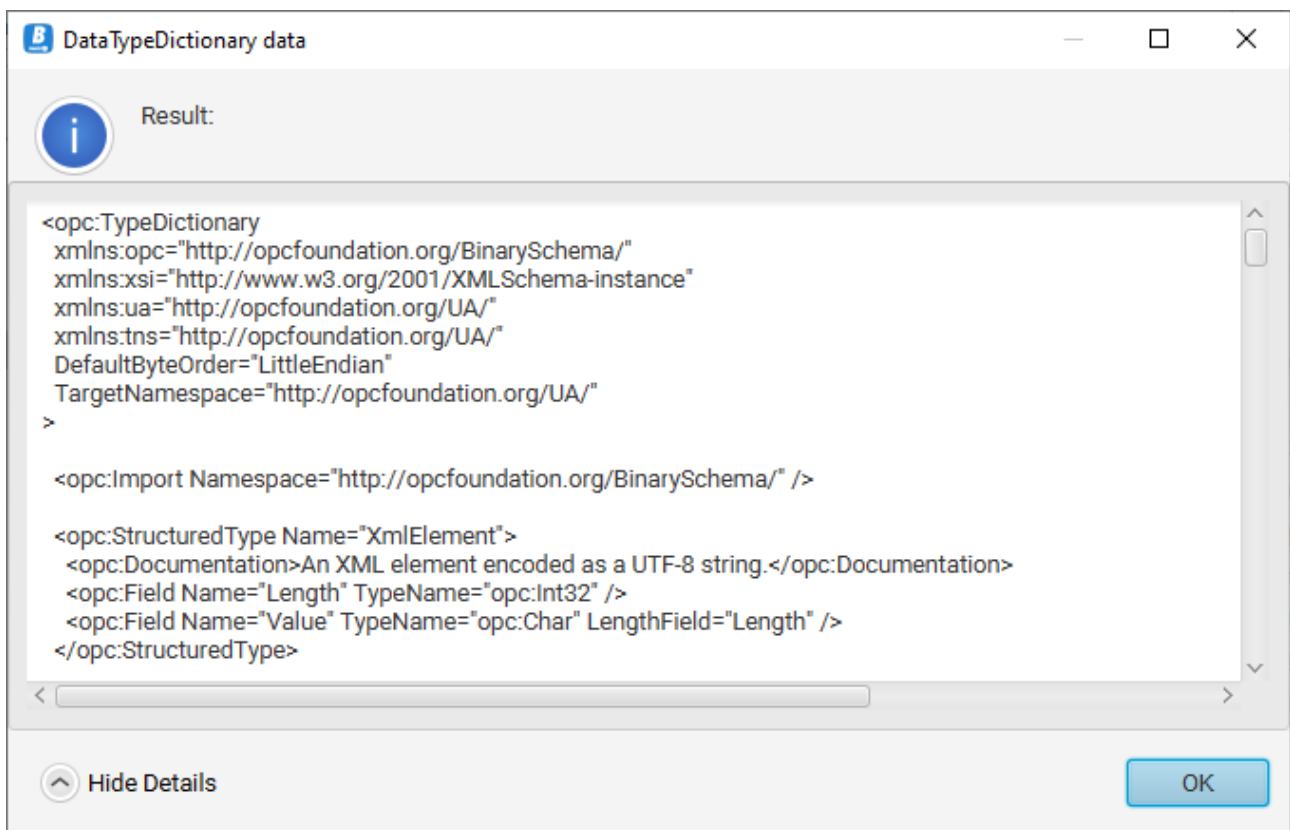 DataTypeDictionary data
Result:
<opc:TypeDictionary
xmlns:opc="http://opcfoundation.org/BinarySchema/"
xmlns:xsi="http://www.w3.org/2001/XMLSchema-instance"
xmlns:ua="http://opcfoundation.org/UA/"
xmlns:tns="http://opcfoundation.org/UA/"
DefaultByteOrder="LittleEndian"
TargetNamespace="http://opcfoundation.org/UA/"
>
<opc:Import Namespace="http://opcfoundation.org/BinarySchema/" />
<opc:StructuredType Name="XmlElement">
<opc:Documentation>An XML element encoded as a UTF-8 string.</opc:Documentation>
<opc:Field Name="Length" TypeName="opc:Int32" />
<opc:Field Name="Value" TypeName="opc:Char" LengthField="Length" />
</opc:StructuredType>
Hide Details
OK